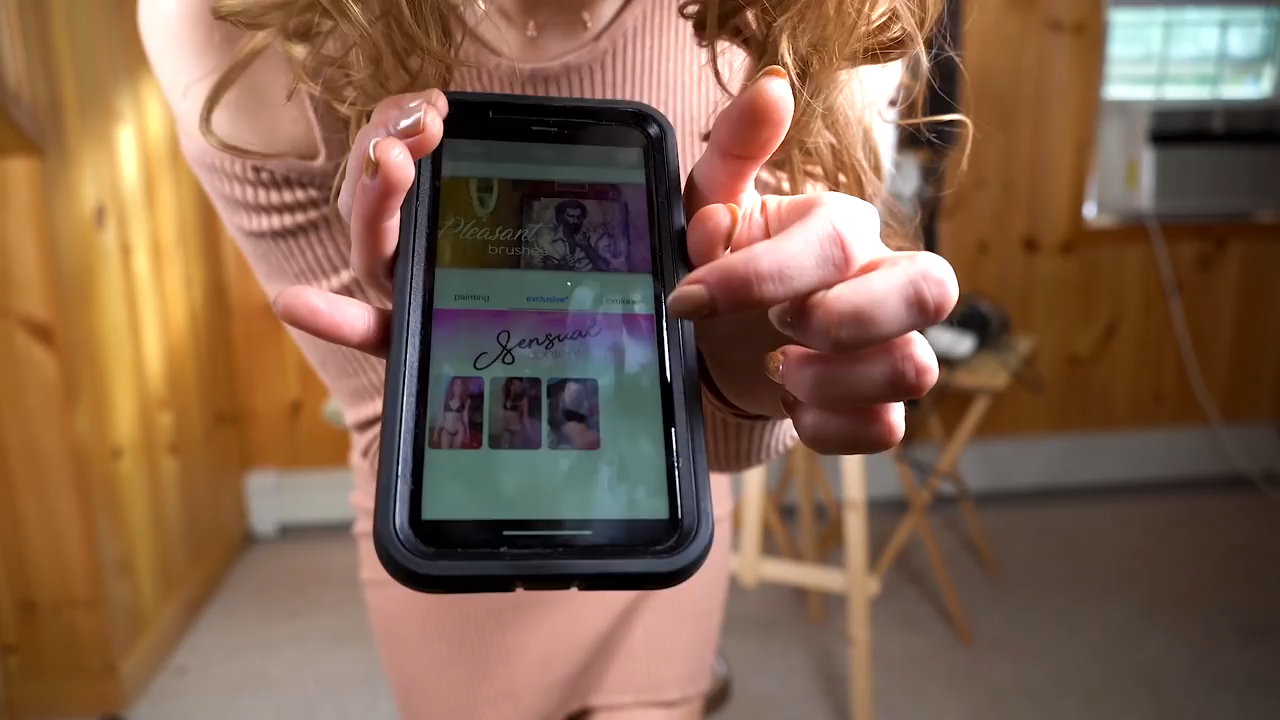 Pleasant
brushes
painting exclusive*
Sensual
content